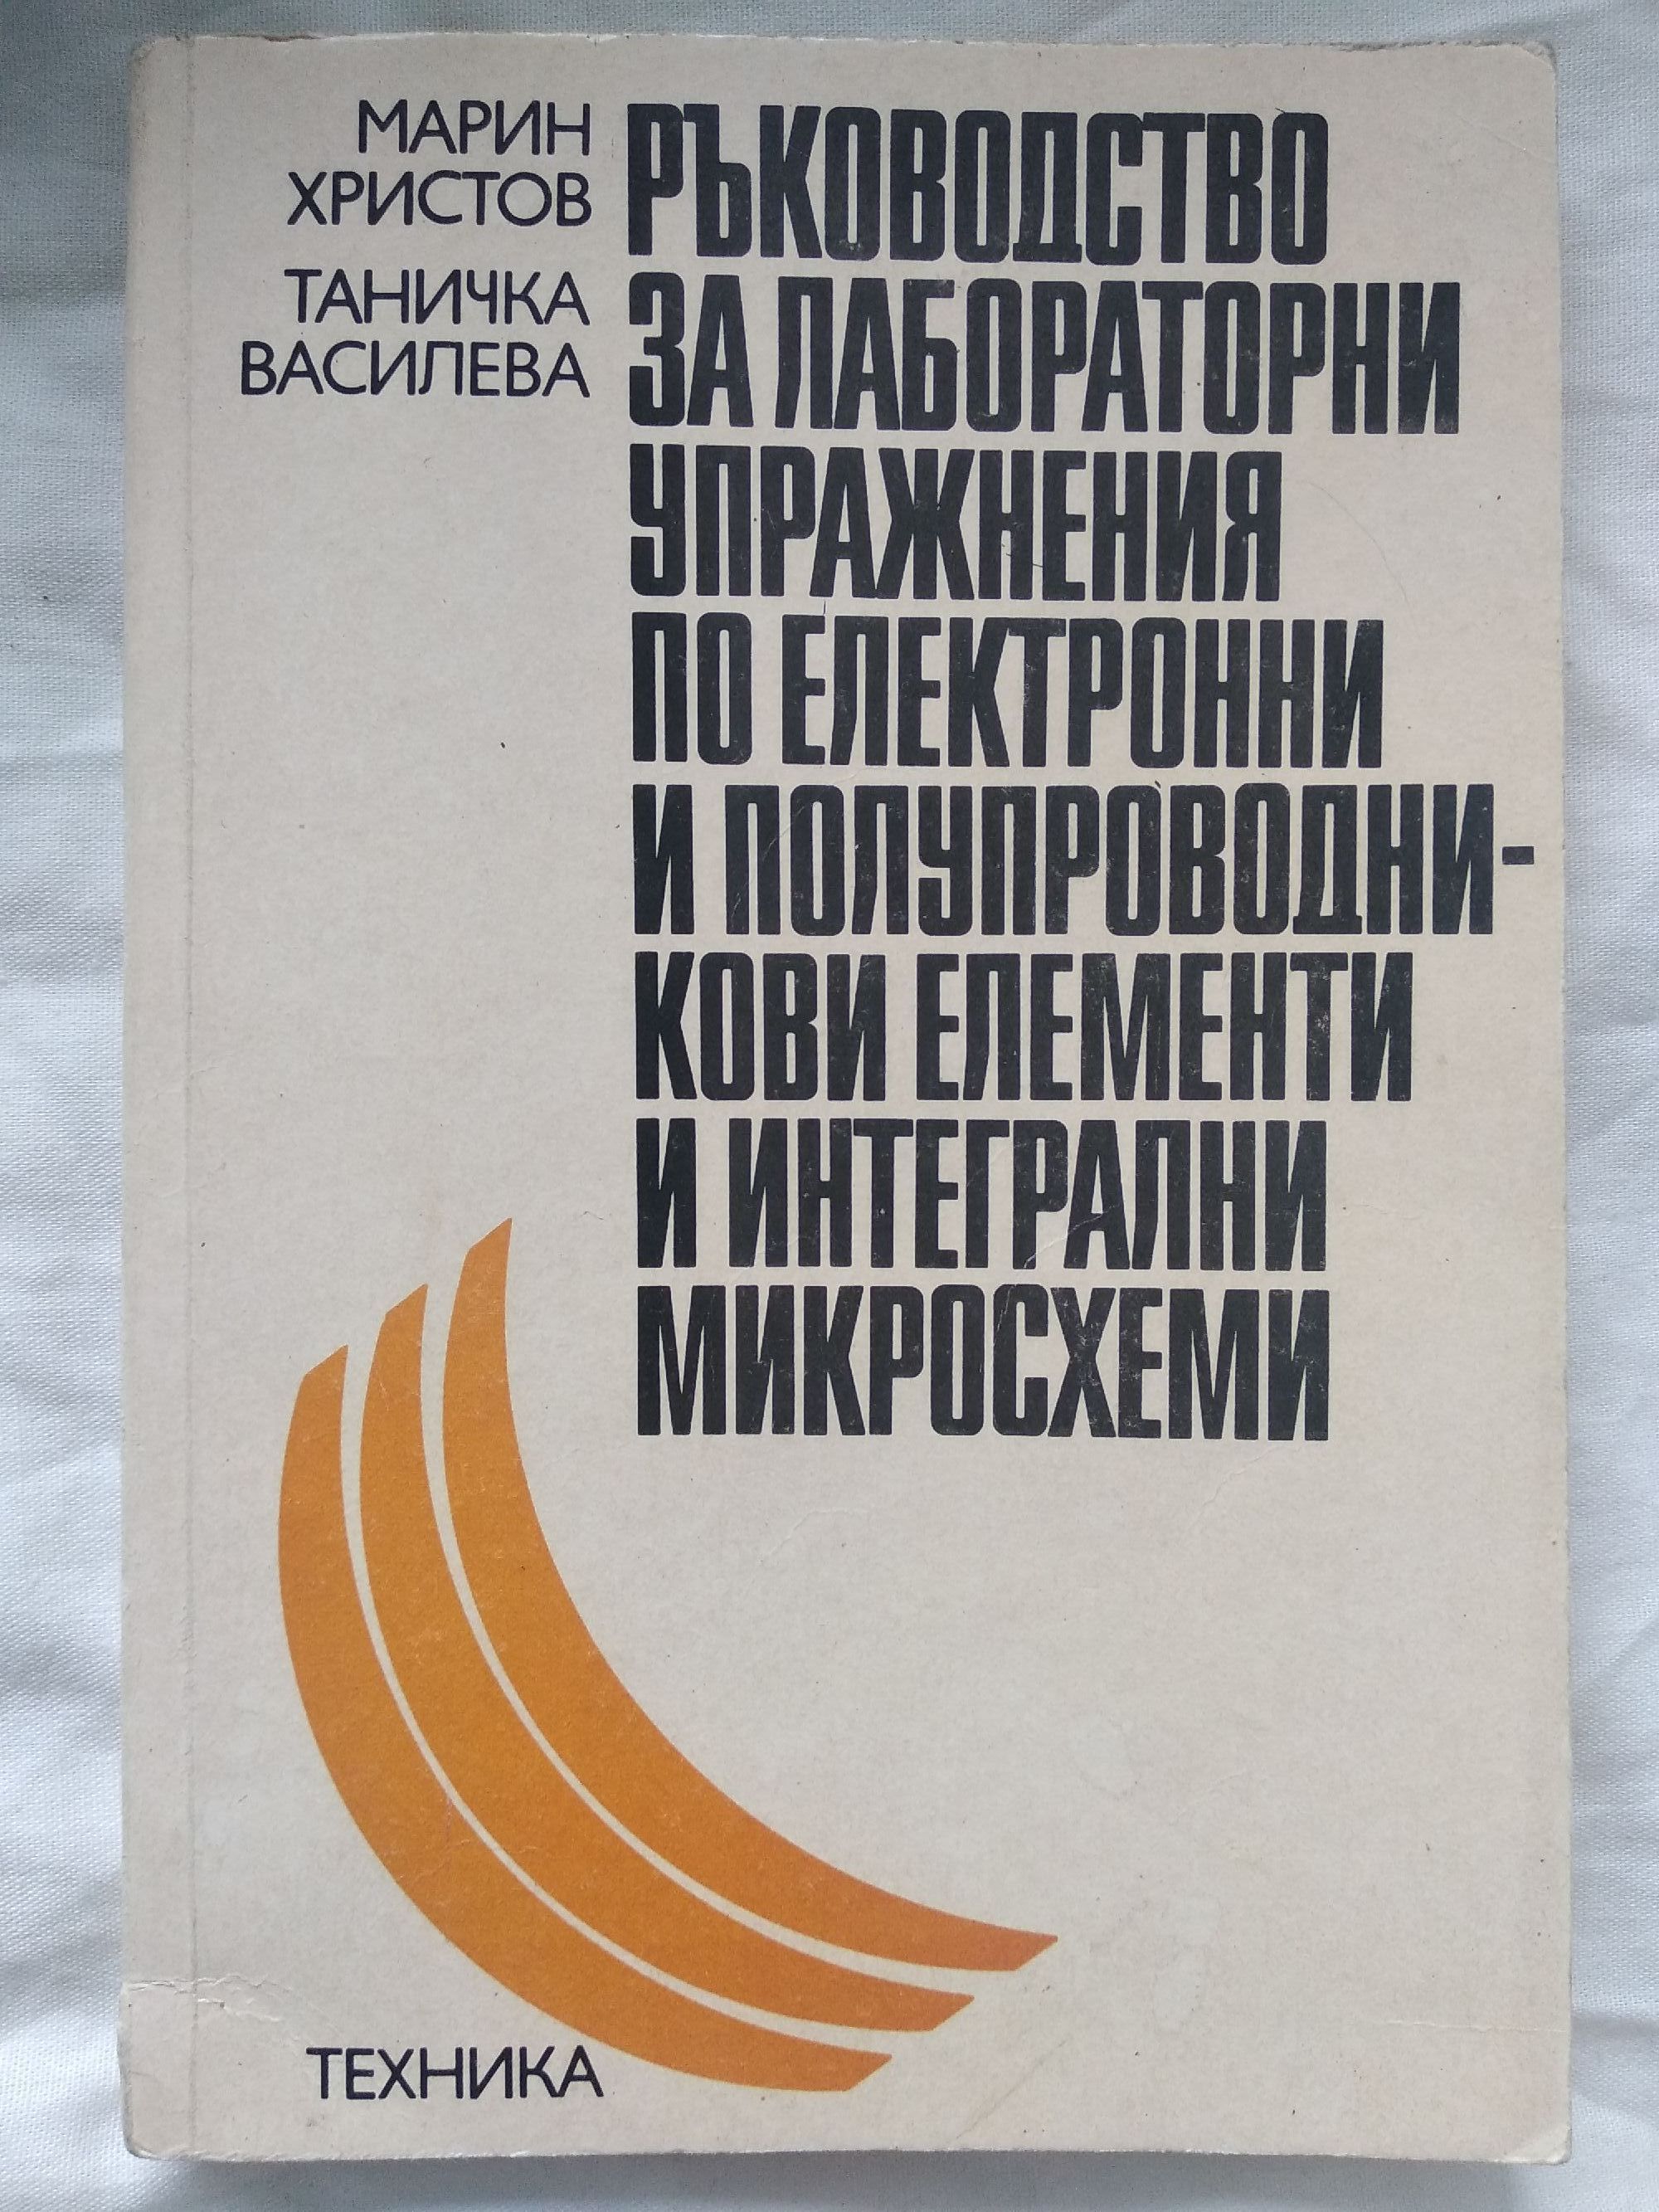 МАРИН
ХРИСТОВ
ТАНИЧКА
ВАСИЛЕВА
РЪКОВОДСТВО
ЗА ЛАБОРАТОРНИ
УПРАЖНЕНИЯ
ПО ЕЛЕКТРОННИ
И ПОЛУПРОВОДНИ-
КОВИ ЕЛЕМЕНТИ
И ИНТЕГРАЛНИ
МИКРОСХЕМИ
ТЕХНИКА